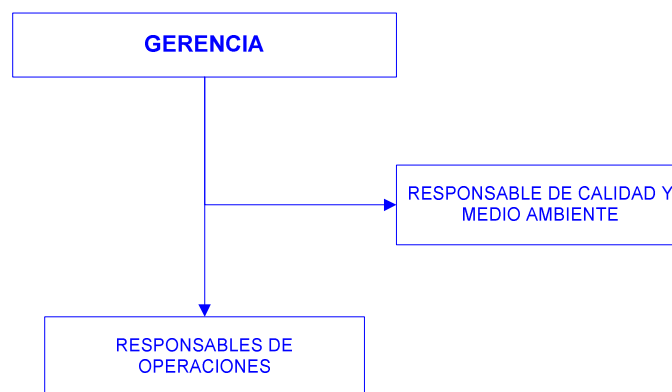 GERENCIA
RESPONSABLE DE CALIDAD Y
MEDIO AMBIENTE
RESPONSABLES DE
OPERACIONES